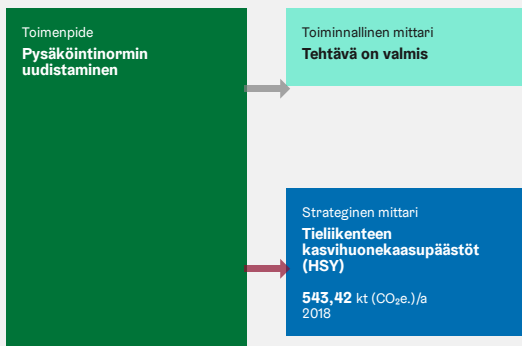 Toimenpide
Pysäköintinormin
uudistaminen
Toiminnallinen mittari
Tehtävä on valmis
Strateginen mittari
Tieliikenteen
kasvihuonekaasupäästöt
(HSY)
543,42 kt (CO₂e.)/a
2018